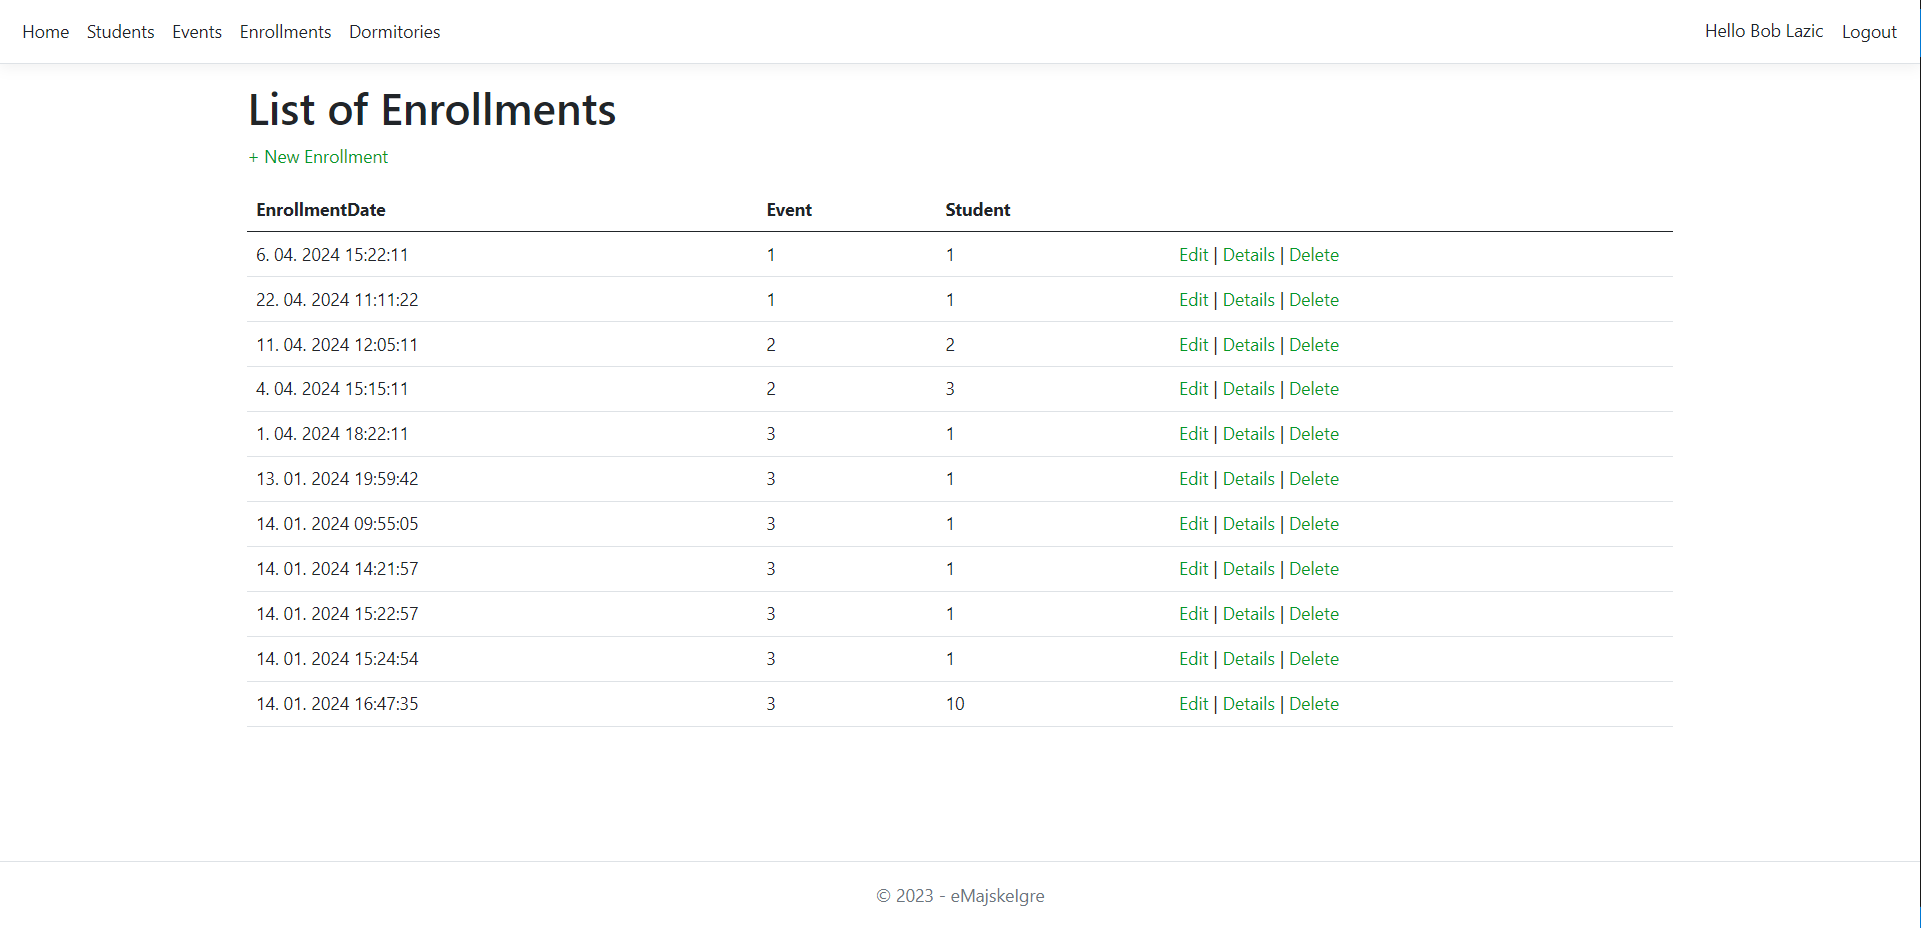 Home Students Events Enrollments Dormitories Hello Bob Lazic Logout
List of Enrollments
+ New Enrollment
EnrollmentDate Event Student
6. 04. 2024 15:22:11 1 1 Edit | Details | Delete
22. 04. 2024 11:11:22 1 1 Edit | Details | Delete
11. 04. 2024 12:05:11 2 2 Edit | Details | Delete
4. 04. 2024 15:15:11 2 3 Edit | Details | Delete
1. 04. 2024 18:22:11 3 1 Edit | Details | Delete
13. 01. 2024 19:59:42 3 1 Edit | Details | Delete
14. 01. 2024 09:55:05 3 1 Edit | Details | Delete
14. 01. 2024 14:21:57 3 1 Edit | Details | Delete
14. 01. 2024 15:22:57 3 1 Edit | Details | Delete
14. 01. 2024 15:24:54 3 1 Edit | Details | Delete
14. 01. 2024 16:47:35 3 10 Edit | Details | Delete
© 2023 - eMajskeIgre